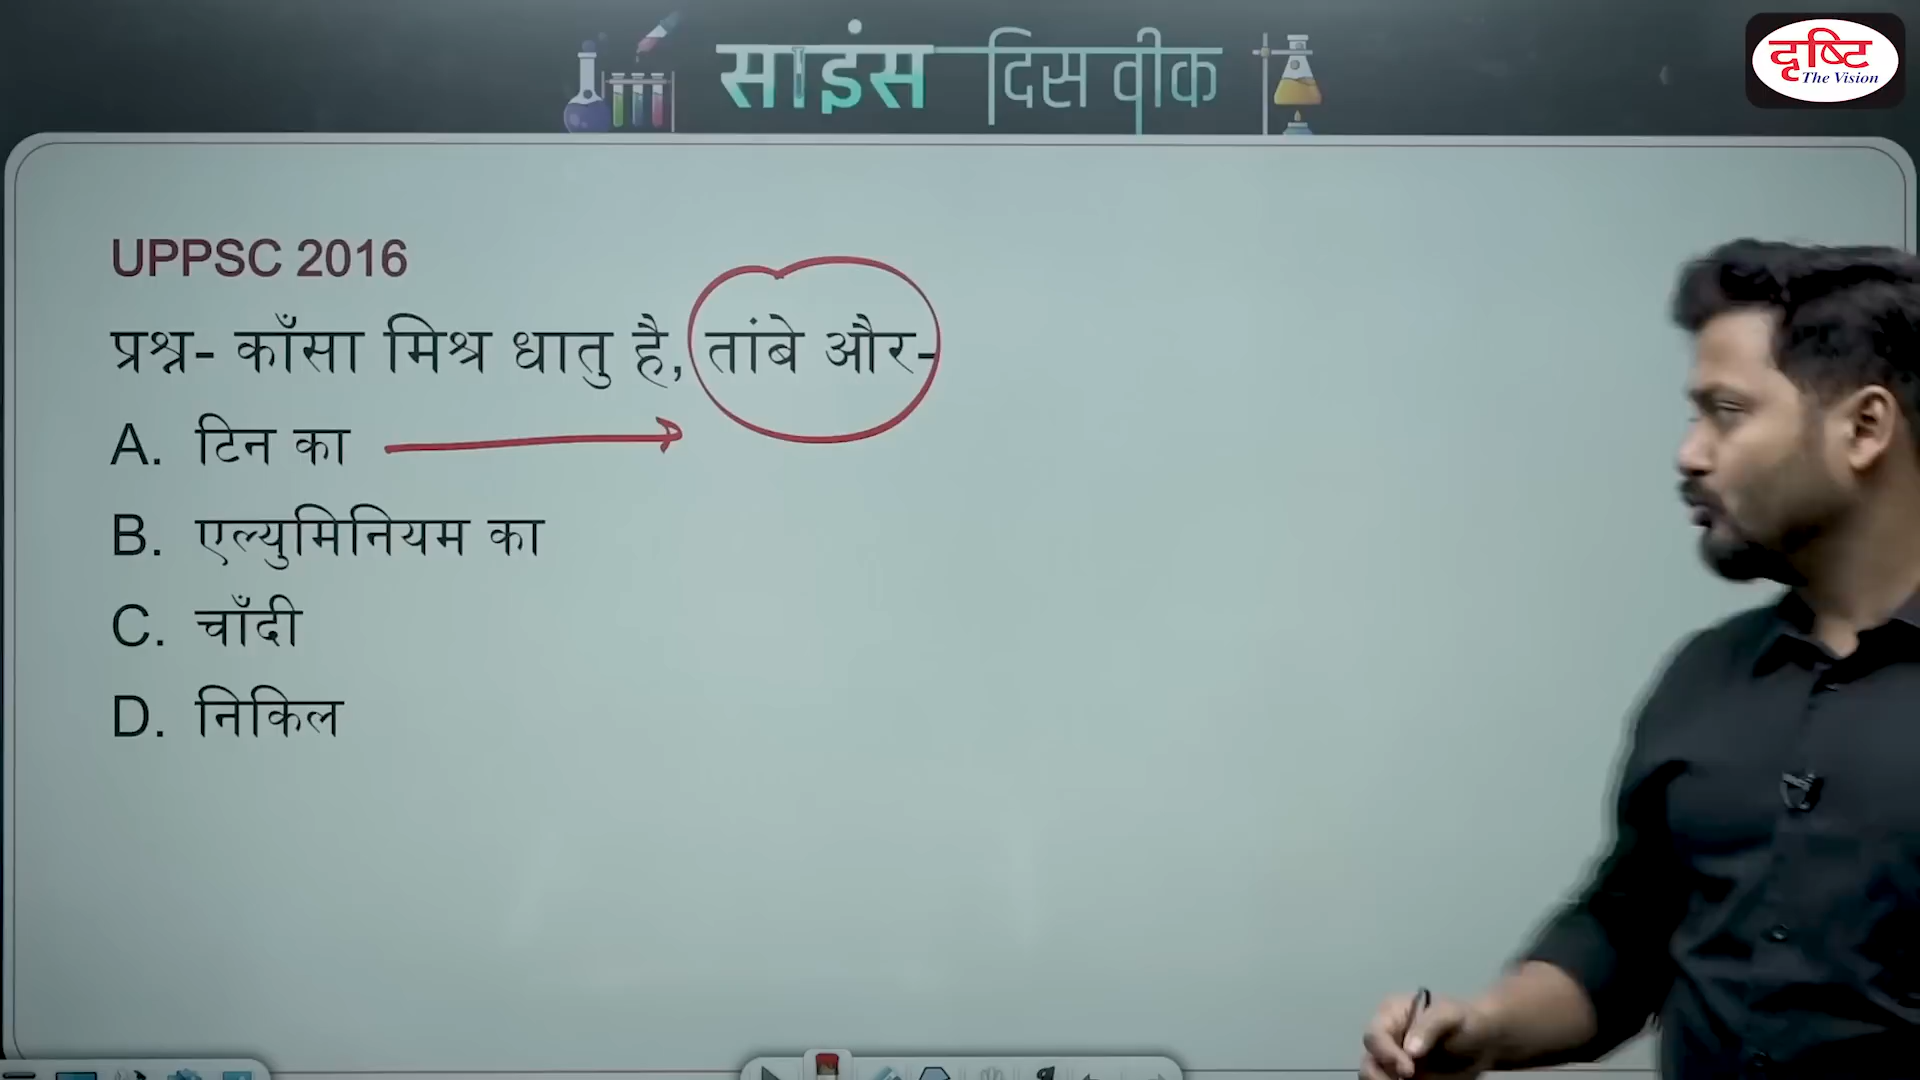 साइंस दिस वीक
दृष्टि
The Vision
UPPSC 2016
प्रश्न- काँसा मिश्र धातु है, तांबे और-
A. टिन का
B. एल्युमिनियम का
C. चाँदी
D. निकिल